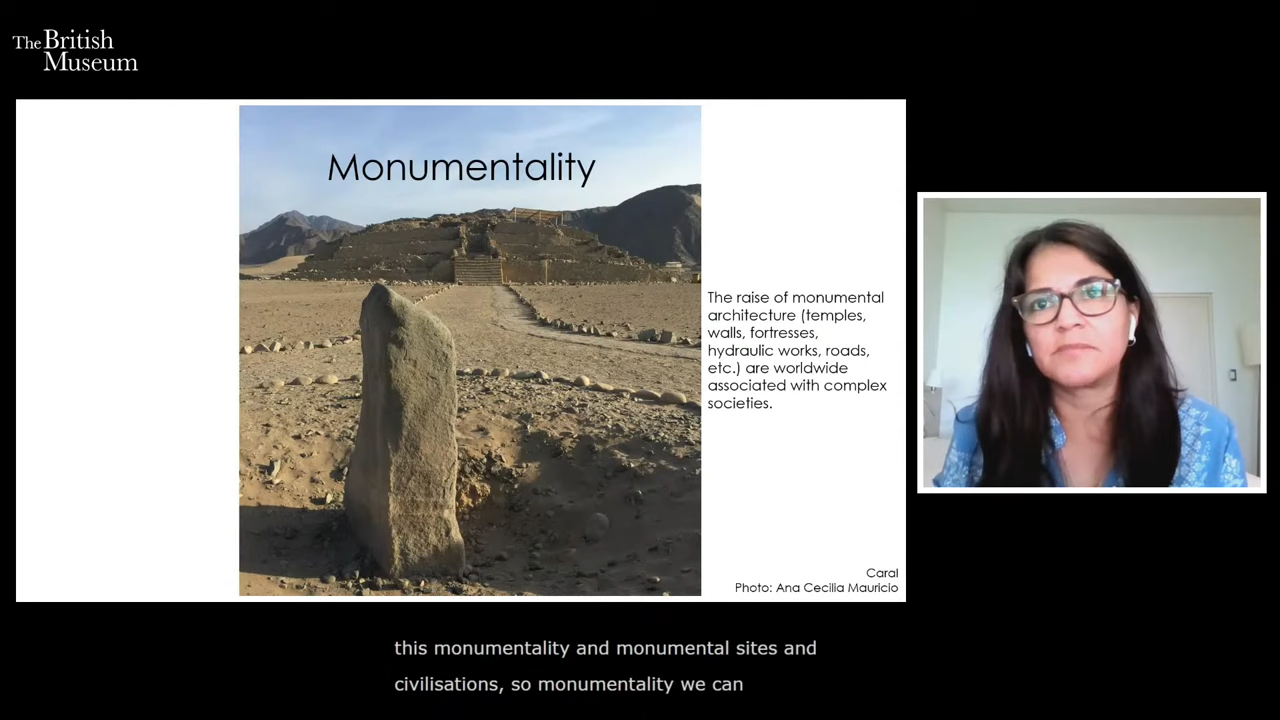 The British
Museum
Monumentality
The raise of monumental
architecture (temples,
walls, fortresses,
hydraulic works, roads,
etc.) are worldwide
associated with complex
societies.
Caral
Photo: Ana Cecilia Mauricio
this monumentality and monumental sites and
civilisations, so monumentality we can